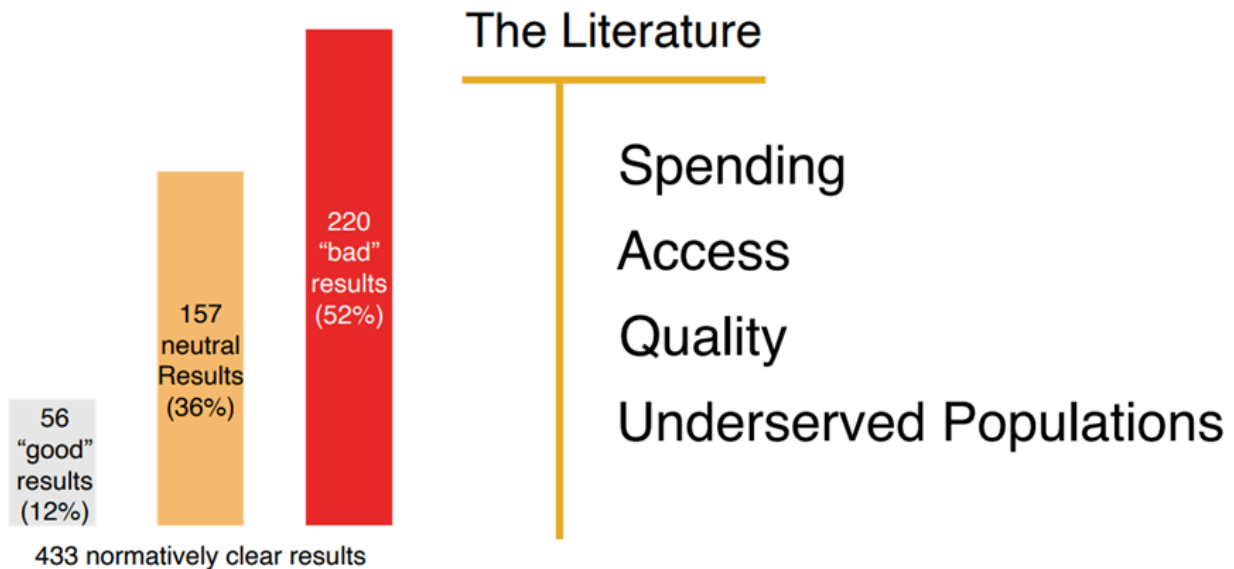 The Literature
Spending
Access
Quality
Underserved Populations
56
“good”
results
(12%)
157
neutral
Results
(36%)
220
“bad”
results
(52%)
433 normatively clear results